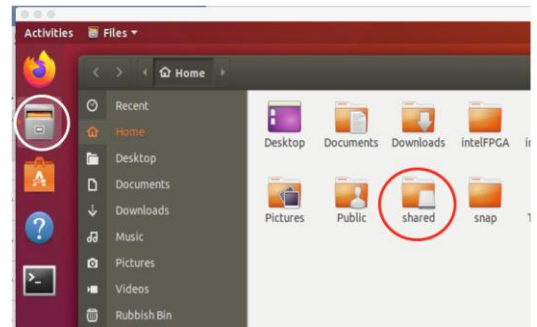 Activities Files
Home
Recent
Home
Desktop
Documents
Downloads
Music
Pictures
Videos
Rubbish Bin
Desktop Documents Downloads intelFPGA
Pictures Public shared snap